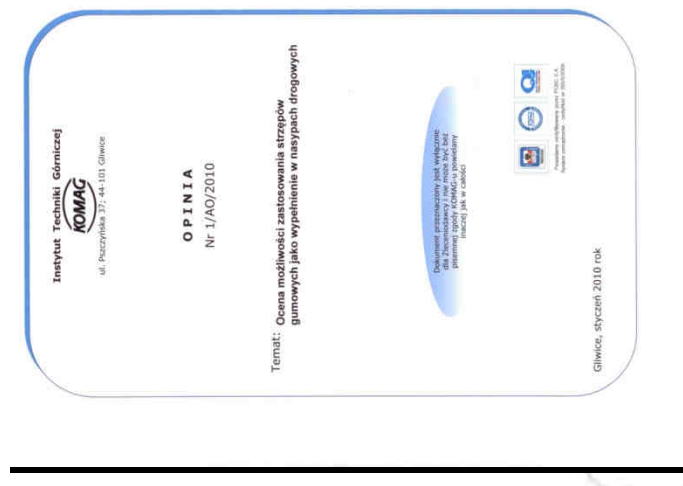 Instytut Techniki Górniczej
KOMAG
ul. Pszczyńska 37; 44-101 Gliwice
OPINIA
Nr 1/AO/2010
Temat: Ocena możliwości zastosowania strzępów
gumowych jako wypełnienie w nasypach drogowych
Dokument przeznaczony jest wyłącznie
dla Zleceniodawcy i nie może być bez
pisemnej zgody KOMAG-u powielany
inaczej jak w całości
Gliwice, styczeń 2010 rok